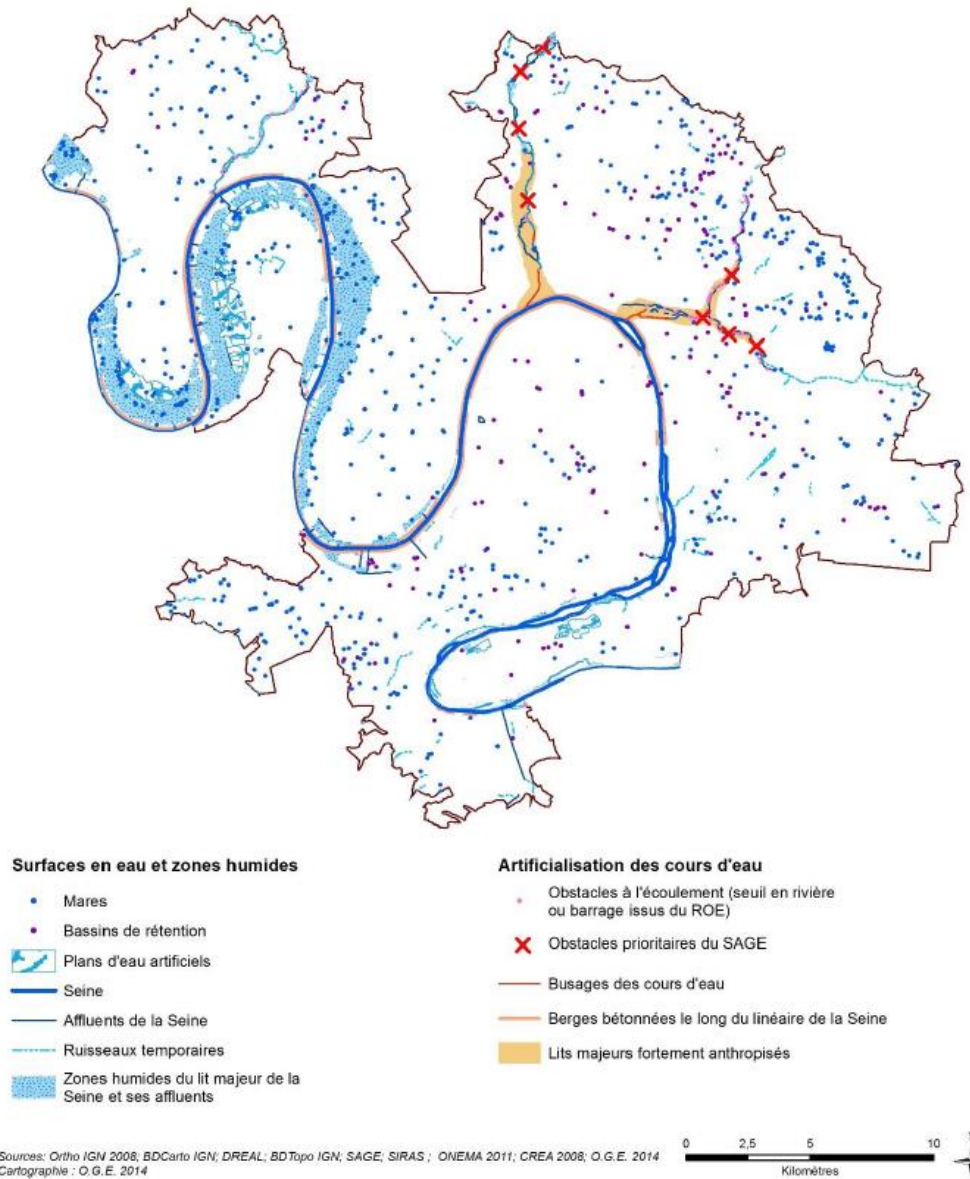 Surfaces en eau et zones humides
Mares
Bassins de rétention
Plans d'eau artificiels
Seine
Affluents de la Seine
Ruisseaux temporaires
Zones humides du lit majeur de la
Seine et ses affluents
Artificialisation des cours d'eau
Obstacles à l'écoulement (seuil en rivière
ou barrage issus du ROE)
Obstacles prioritaires du SAGE
Busages des cours d'eau
Berges bétonnées le long du linéaire de la Seine
Lits majeurs fortement anthropisés
Sources: Ortho IGN 2008; BDCarto IGN; DREAL; BDTopo IGN; SAGE; SIRAS ; ONEMA 2011; CREA 2008; O.G.E. 2014
Cartographie : O.G.E. 2014
0 2,5 5 10
Kilomètres